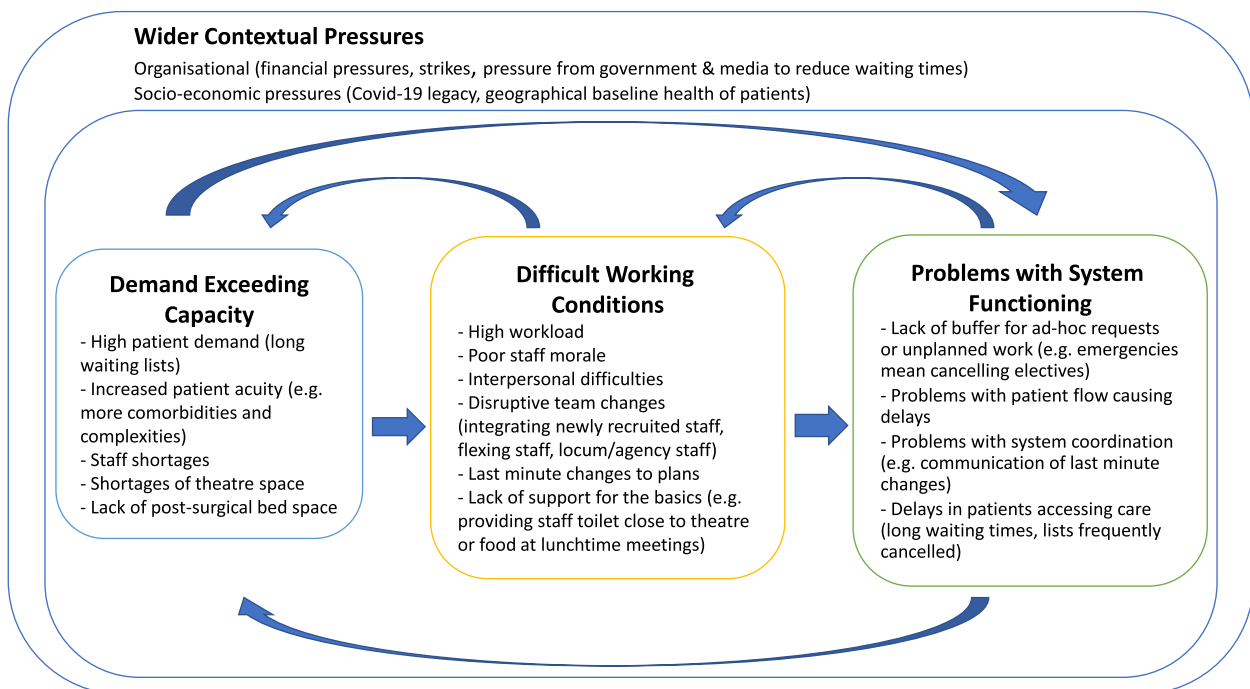 Wider Contextual Pressures
Organisational (financial pressures, strikes, pressure from government & media to reduce waiting times)
Socio-economic pressures (Covid-19 legacy, geographical baseline health of patients)
Demand Exceeding
Capacity
- High patient demand (long
waiting lists)
- Increased patient acuity (e.g.
more comorbidities and
complexities)
- Staff shortages
- Shortages of theatre space
- Lack of post-surgical bed space
Difficult Working
Conditions
- High workload
- Poor staff morale
- Interpersonal difficulties
- Disruptive team changes
(integrating newly recruited staff,
flexing staff, locum/agency staff)
- Last minute changes to plans
- Lack of support for the basics (e.g.
providing staff toilet close to theatre
or food at lunchtime meetings)
Problems with System
Functioning
- Lack of buffer for ad-hoc requests
or unplanned work (e.g. emergencies
mean cancelling electives)
- Problems with patient flow causing
delays
- Problems with system coordination
(e.g. communication of last minute
changes)
- Delays in patients accessing care
(long waiting times, lists frequently
cancelled)